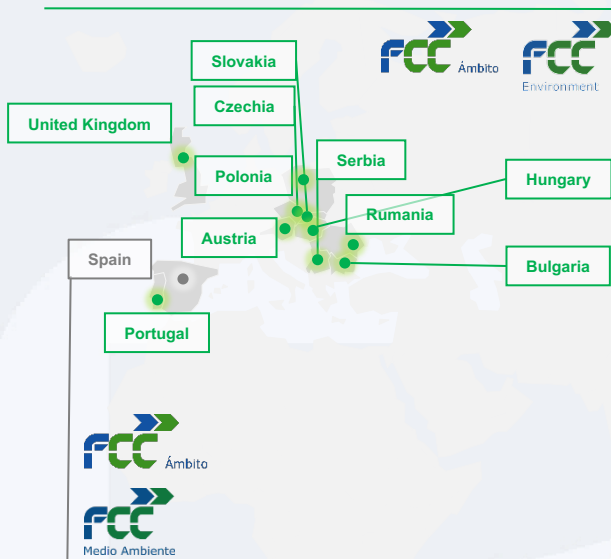 FCC Ámbito
FCC Environment
Slovakia
Czechia
United Kingdom
Polonia
Serbia
Hungary
Rumania
Austria
Spain
Bulgaria
Portugal
FCC Ámbito
FCC
Medio Ambiente